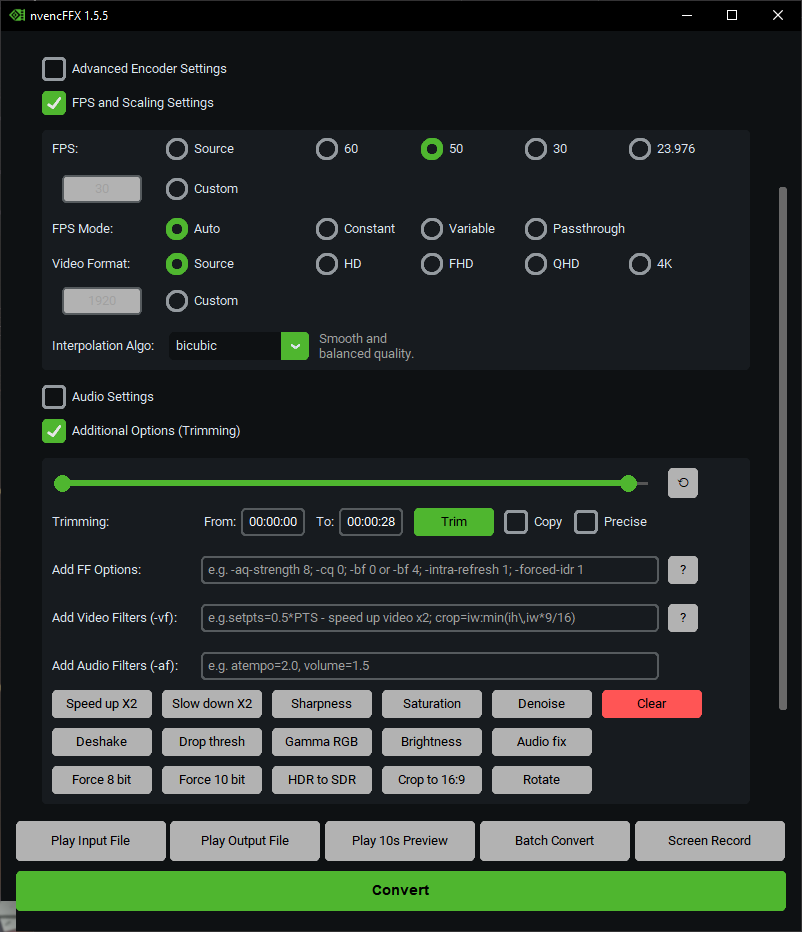 nvencFFX 1.5.5
Advanced Encoder Settings
FPS and Scaling Settings
FPS: Source 60 50 30 23.976
30 Custom
FPS Mode: Auto Constant Variable Passthrough
Video Format: Source HD FHD QHD 4K
1920 Custom
Interpolation Algo: bicubic Smooth and
balanced quality.
Audio Settings
Additional Options (Trimming)
Trimming: From: 00:00:00 To: 00:00:28 Trim Copy Precise
Add FF Options: e.g. -aq-strength 8; -cq 0; -bf 0 or -bf 4; -intra-refresh 1; -forced-idr 1 ?
Add Video Filters (-vf): e.g.setpts=0.5*PTS - speed up video x2; crop=iw:min(ih\,iw*9/16) ?
Add Audio Filters (-af): e.g. atempo=2.0, volume=1.5
Speed up X2 Slow down X2 Sharpness Saturation Denoise Clear
Deshake Drop thresh Gamma RGB Brightness Audio fix
Force 8 bit Force 10 bit HDR to SDR Crop to 16:9 Rotate
Play Input File Play Output File Play 10s Preview Batch Convert Screen Record
Convert